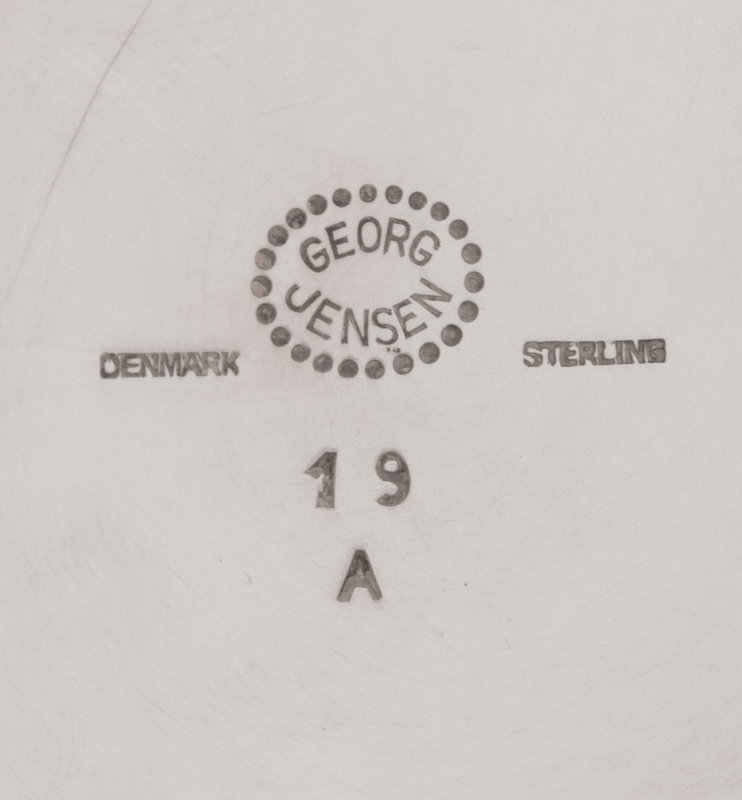 GEORG
JENSEN
DENMARK
STERLING
19
A